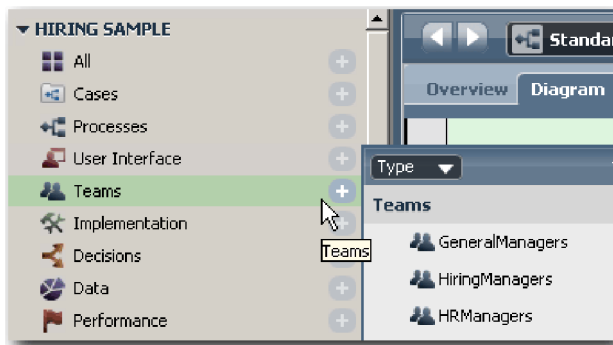 HIRING SAMPLE
All
Cases
Processes
User Interface
Teams
Implementation
Decisions
Data
Performance
Teams
Standar
Overview Diagram
Type
Teams
GeneralManagers
HiringManagers
HRManagers